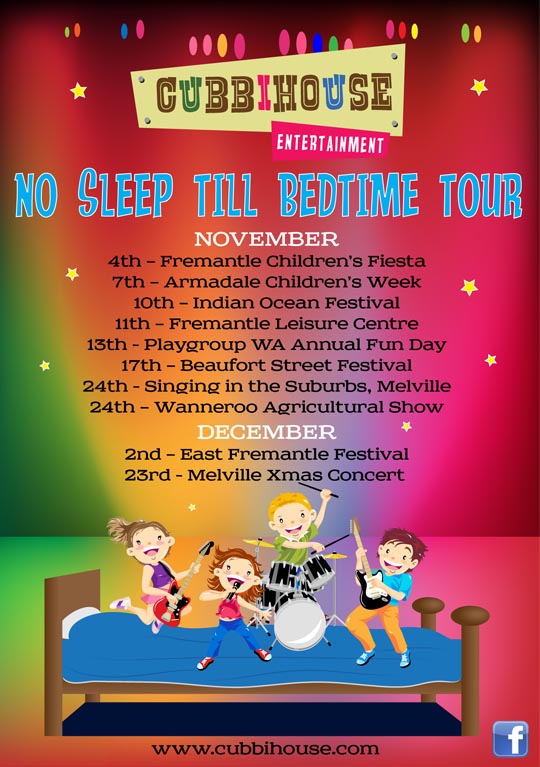 CUBBIHOUSE
ENTERTAINMENT
NO SLEEP TILL BEDTIME TOUR
NOVEMBER
4th – Fremantle Children's Fiesta
7th – Armadale Children's Week
10th – Indian Ocean Festival
11th – Fremantle Leisure Centre
13th - Playgroup WA Annual Fun Day
17th – Beaufort Street Festival
24th - Singing in the Suburbs, Melville
24th – Wanneroo Agricultural Show
DECEMBER
2nd – East Fremantle Festival
23rd - Melville Xmas Concert
www.cubbihouse.com
f